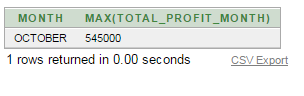 MONTH MAX(TOTAL_PROFIT_MONTH)
OCTOBER 545000
1 rows returned in 0.00 seconds CSV Export